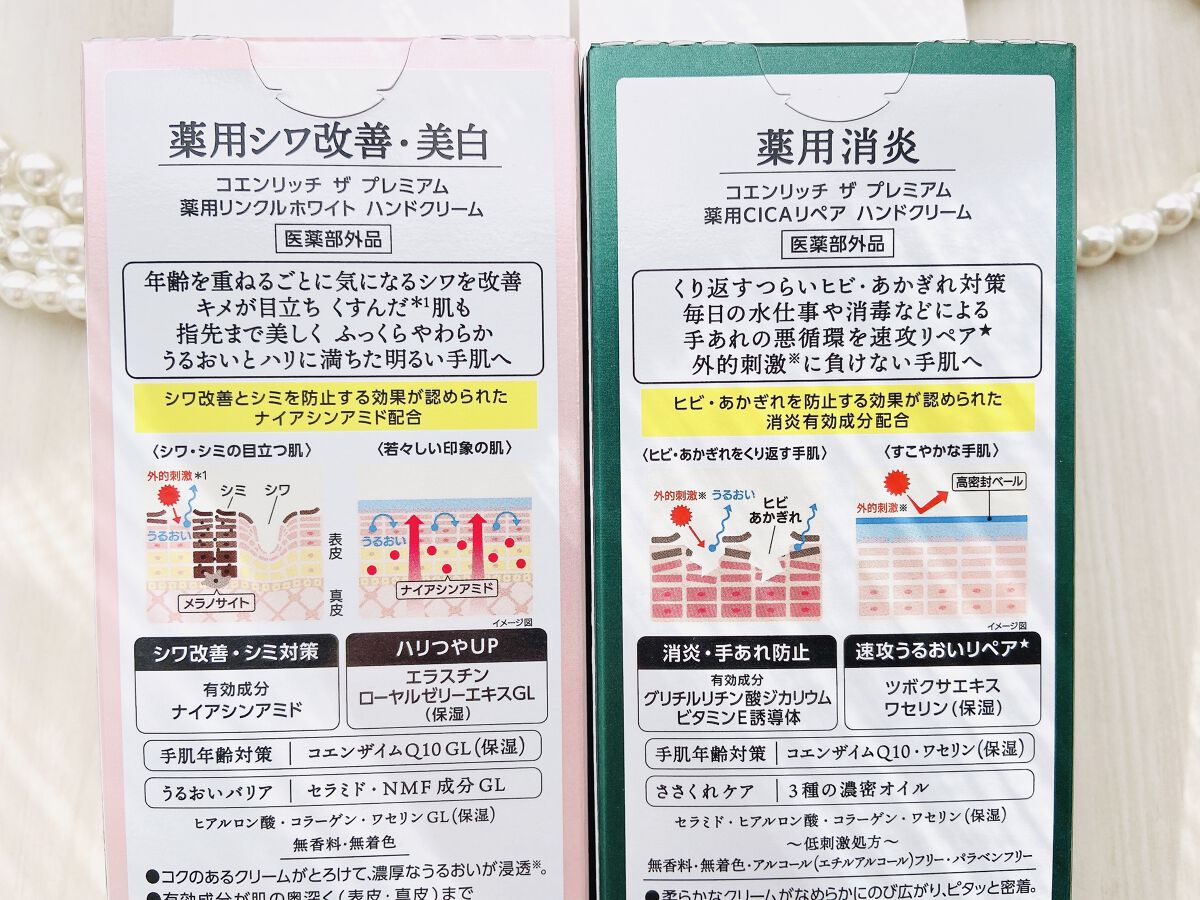 薬用シワ改善・美白
コエンリッチ ザ プレミアム
薬用リンクルホワイト ハンドクリーム
医薬部外品
年齢を重ねるごとに気になるシワを改善
キメが目立ち くすんだ*1肌も
指先まで美しく ふっくらやわらか
うるおいとハリに満ちた明るい手肌へ
シワ改善とシミを防止する効果が認められた
ナイアシンアミド配合
〈シワ・シミの目立つ肌〉
〈若々しい印象の肌〉
外的刺激*1
シミ
シワ
うるおい
うるおい
表皮
真皮
メラノサイト
ナイアシンアミド
イメージ図
シワ改善・シミ対策
有効成分
ナイアシンアミド
ハリつやUP
エラスチン
ローヤルゼリーエキスGL
(保湿)
手肌年齢対策 コエンザイムQ10 GL(保湿)
うるおいバリア セラミド・NMF成分GL
ヒアルロン酸・コラーゲン・ワセリンGL(保湿)
無香料・無着色
●コクのあるクリームがとろけて、濃厚なうるおいが浸透※。
●有効成分が肌の奥深く(表皮・真皮)まで
薬用消炎
コエンリッチ ザ プレミアム
薬用CICAリペア ハンドクリーム
医薬部外品
くり返すつらいヒビ・あかぎれ対策
毎日の水仕事や消毒などによる
手あれの悪循環を速攻リペア★
外的刺激※に負けない手肌へ
ヒビ・あかぎれを防止する効果が認められた
消炎有効成分配合
〈ヒビ・あかぎれをくり返す手肌〉
〈すこやかな手肌〉
外的刺激※
うるおい
ヒビ
あかぎれ
外的刺激※
高密封ベール
イメージ図
消炎・手あれ防止
有効成分
グリチルリチン酸ジカリウム
ビタミンE誘導体
速攻うるおいリペア★
ツボクサエキス
ワセリン(保湿)
手肌年齢対策 コエンザイムQ10・ワセリン(保湿)
ささくれケア 3種の濃密オイル
セラミド・ヒアルロン酸・コラーゲン・ワセリン(保湿)
〜低刺激処方〜
無香料・無着色・アルコール(エチルアルコール)フリー・パラベンフリー
●柔らかなクリームがなめらかにのび広がり、ピタッと密着。